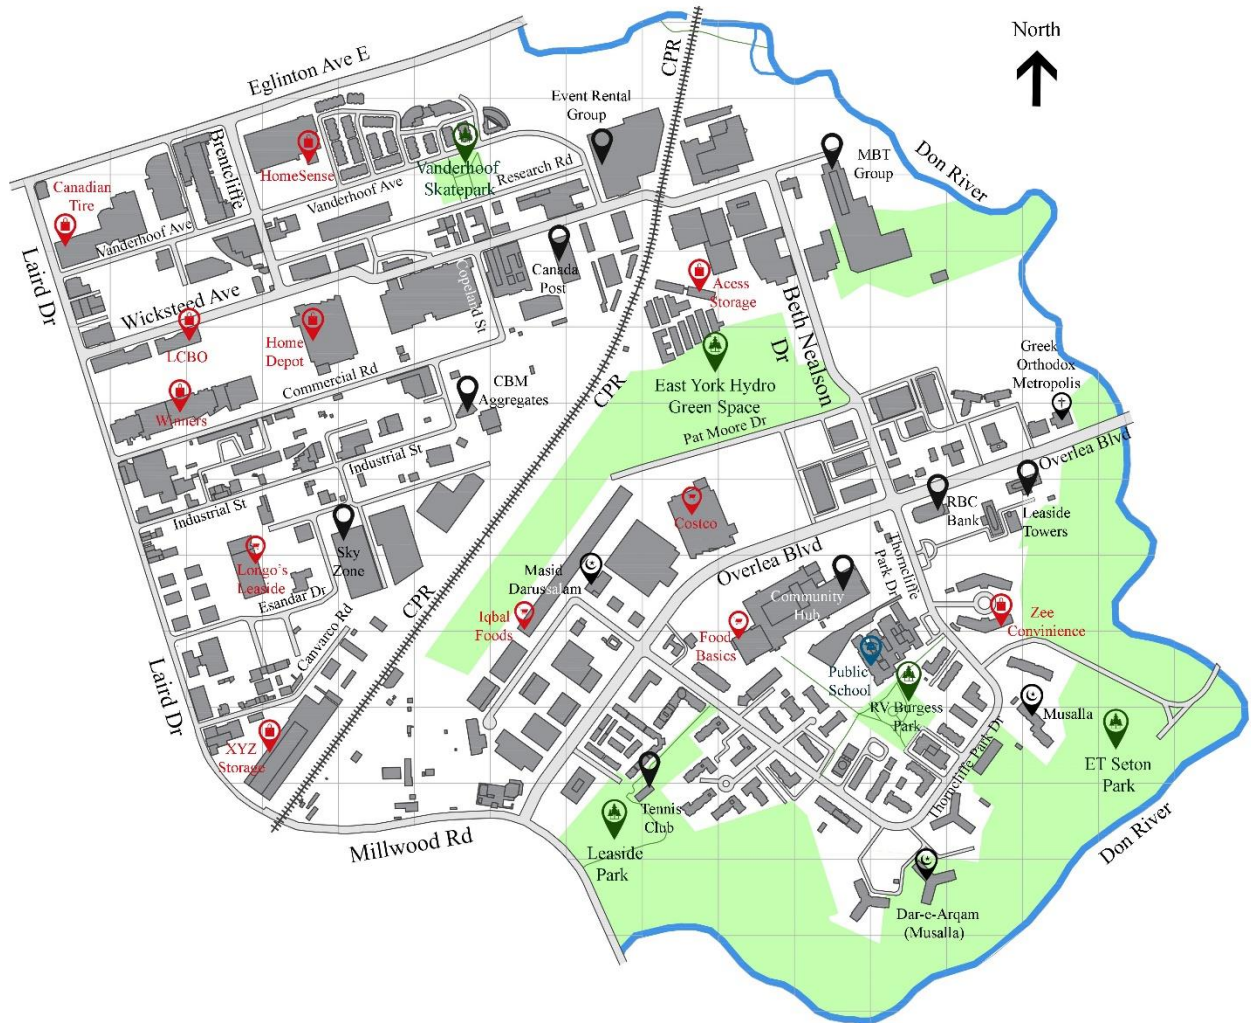 Eglinton Ave E
CPR
North
Event Rental
Group
MBT
Group
Don River
Brentcliffe
HomeSense
Vanderhoof
Skatepark
Research Rd
Vanderhoof Ave
Canadian
Tire
Vanderhoof Ave
Laird Dr
Wicksteed Ave
Copeland St
Canada
Post
Acess
Storage
Beth Nealson
Dr
LCBO
Home
Depot
Commercial Rd
CBM
Aggregates
CPR
East York Hydro
Green Space
Pat Moore Dr
Greek
Orthodox
Metropolis
Winners
Industrial St
Industrial St
Overlea Blvd
Costco
RBC
Bank
Leaside
Towers
Sky
Zone
Longo's
Leaside
Esandar Dr
Masid
Darussalam
Overlea Blvd
Thorncliffe
Park Dr
Community
Hub
Canvarco Rd
CPR
Iqbal
Foods
Food
Basics
Zee
Convinience
Public
School
RV Burgess
Park
Musalla
Laird Dr
XYZ
Storage
Thorncliffe Park Dr
ET Seton
Park
Tennis
Club
Millwood Rd
Leaside
Park
Don River
Dar-e-Arqam
(Musalla)